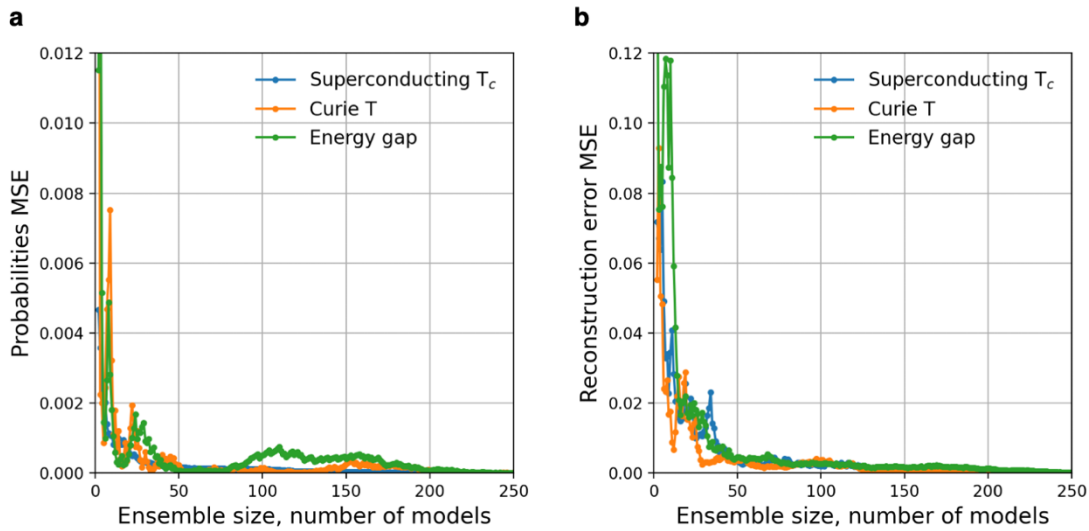 a
0.012
0.010
0.008
0.006
0.004
0.002
0.000
Probabilities MSE
Superconducting Tc
Curie T
Energy gap
0 50 100 150 200 250
Ensemble size, number of models
b
0.12
0.10
0.08
0.06
0.04
0.02
0.00
Reconstruction error MSE
Superconducting Tc
Curie T
Energy gap
0 50 100 150 200 250
Ensemble size, number of models